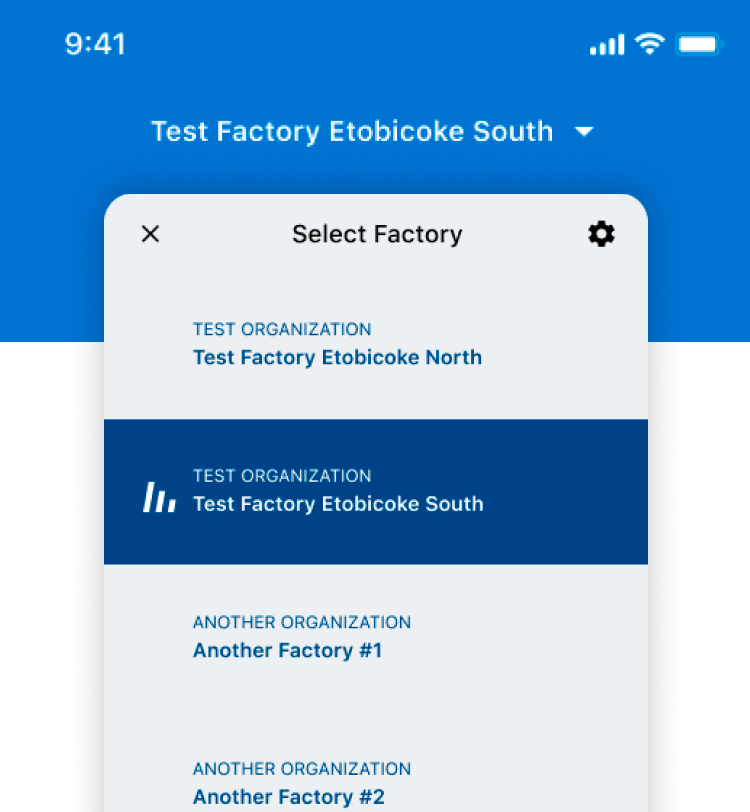 9:41
Test Factory Etobicoke South
Select Factory
TEST ORGANIZATION
Test Factory Etobicoke North
TEST ORGANIZATION
Test Factory Etobicoke South
ANOTHER ORGANIZATION
Another Factory #1
ANOTHER ORGANIZATION
Another Factory #2